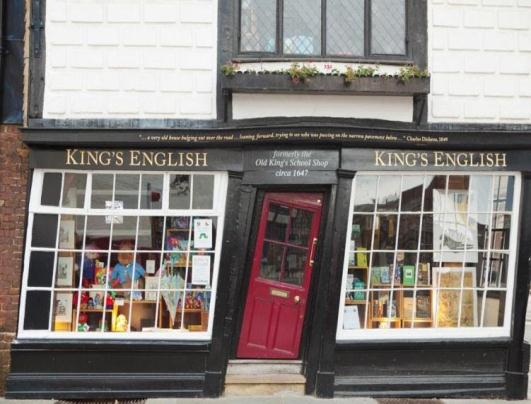 "... a very old house bulging out over the road ... leaning forward, trying to see who was passing on the narrow pavement below ..." Charles Dickens, 1849
KING'S ENGLISH
formerly the
Old King's School Shop
circa 1647
KING'S ENGLISH